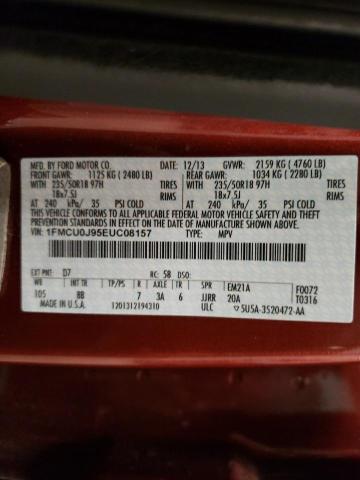 MFD. BY FORD MOTOR CO. DATE: 12/13 GVWR: 2159 KG ( 4760 LB)
FRONT GAWR: 1125 KG (2480 LB) REAR GAWR: 1034 KG (2280 LB)
WITH 235/50R18 97H TIRES WITH 235/50R18 97H TIRES
18x7.5J RIMS 18x7.5J RIMS
AT 240 kPa/ 35 PSI COLD AT 240 kPa/ 35 PSI COLD
THIS VEHICLE CONFORMS TO ALL APPLICABLE FEDERAL MOTOR VEHICLE SAFETY AND THEFT PREVENTION STANDARDS IN EFFECT ON THE DATE OF MANUFACTURE SHOWN ABOVE.
VIN: 1FMCU0J95EUC08157 TYPE: MPV
EXT PNT: D7 RC: 58 DSO:
WB INT TR TP/PS R AXLE TR SPR EM21A F0072
105 BB 7 3A 6 JJRR 20A T0316
MADE IN U.S.A. 1201312194310 ULC 5U5A-3520472-AA